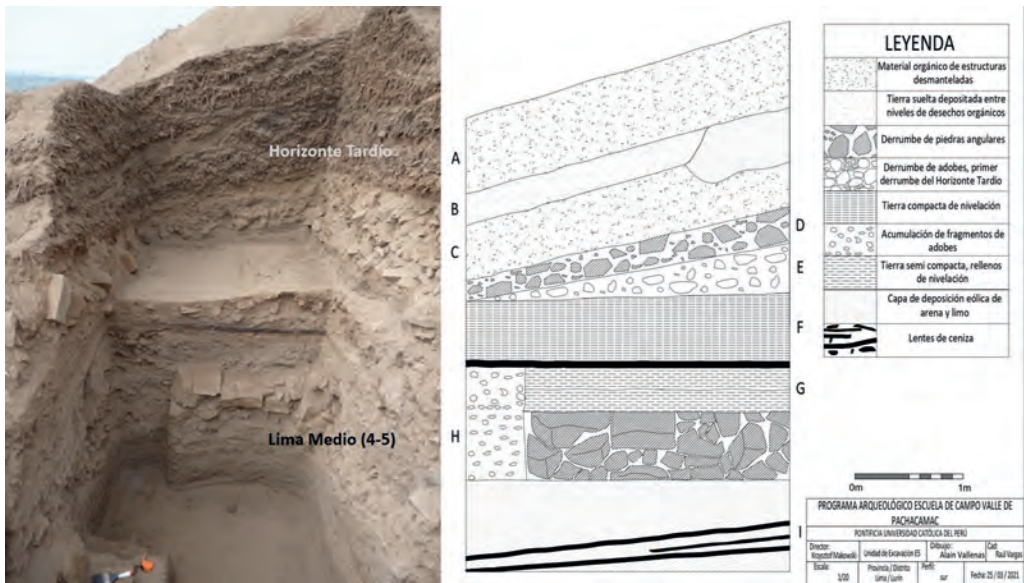 Horizonte Tardío
Lima Medio (4-5)
A
B
C
D
E
F
G
H
I
LEYENDA
Material orgánico de estructuras
desmanteladas
Tierra suelta depositada entre
niveles de desechos orgánicos
Derrumbe de piedras angulares
Derrumbe de adobes, primer
derrumbe del Horizonte Tardío
Tierra compacta de nivelación
Acumulación de fragmentos de
adobes
Tierra semi compacta, rellenos
de nivelación
Capa de deposición eólica de
arena y limo
Lentes de ceniza
0m 1m
PROGRAMA ARQUEOLÓGICO ESCUELA DE CAMPO VALLE DE
PACHACAMAC
PONTIFICIA UNIVERSIDAD CATÓLICA DEL PERÚ
Director:
Krzysztof Makowski
Unidad de Excavación E5
Dibujo:
Alain Vallenas
Cad:
Raúl Vargas
Escala:
1/20
Provincia / Distrito
Lima / Lurín
Perfil:
sur
Fecha: 25 / 03 / 2021